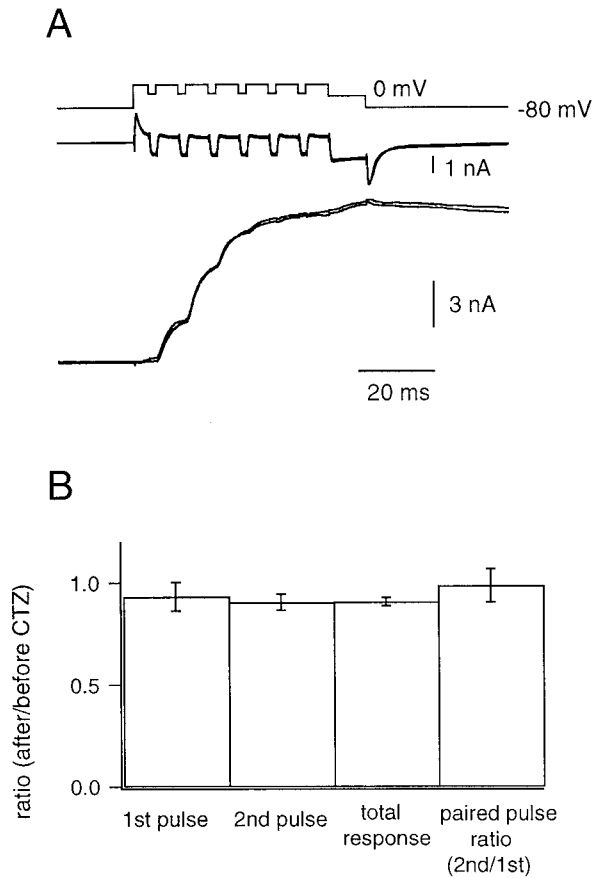 A
0 mV
-80 mV
1 nA
3 nA
20 ms
B
ratio (after/before CTZ)
1.0
0.5
0.0
1st pulse
2nd pulse
total
response
paired pulse
ratio
(2nd/1st)